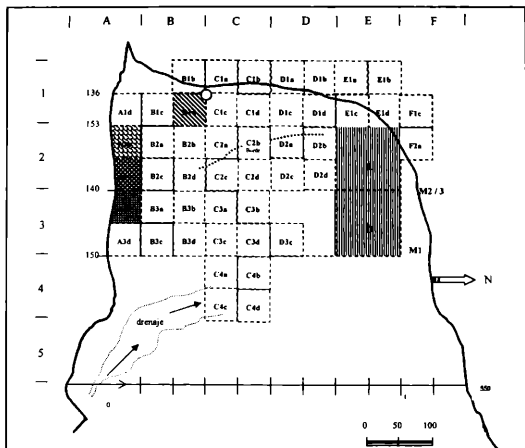 A B C D E F
B1b C1a C1b D1a D1b E1a E1b
1
136
A1d B1c C1c C1d D1c D1d E1c E1d F1c
153
B2a B2b C2a C2b D2a D2b F2a
Borde
2
a
B2c B2d C2c C2d D2c D2d
140 M2 / 3
B3a B3b C3a C3b
3
b
A3d B3c B3d C3c C3d D3c M1
150
N
C4a C4b
4
drenaje C4c C4d
5
550
0
0 50 100